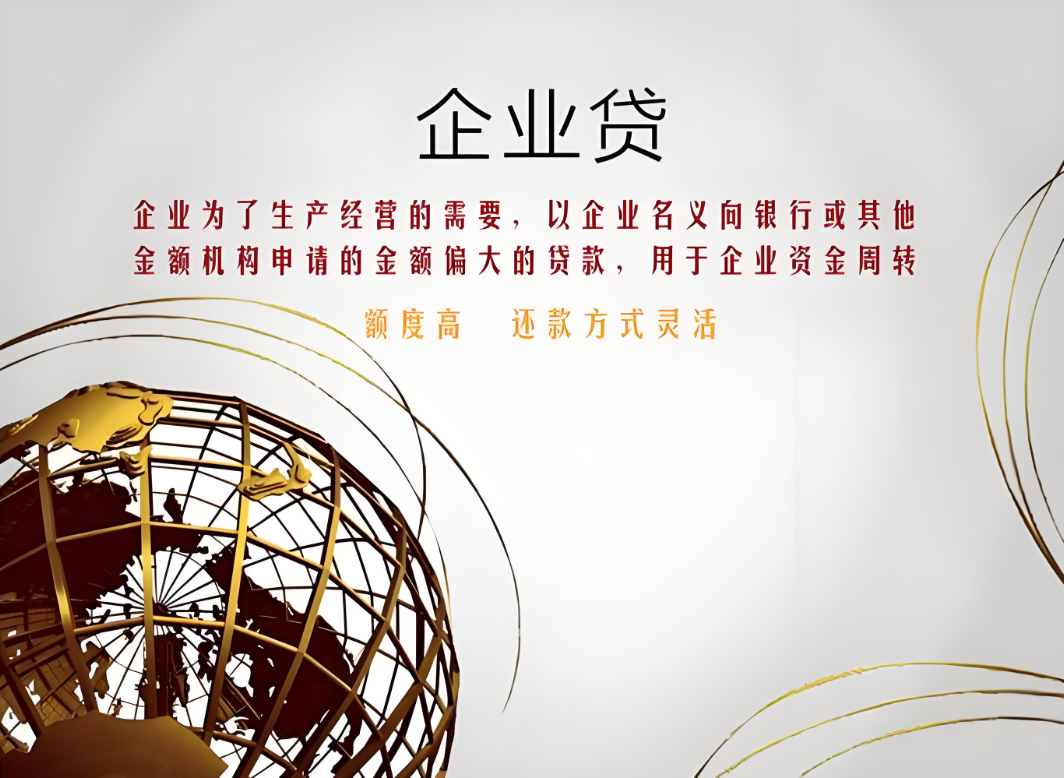 企业贷
企业为了生产经营的需要，以企业名义向银行或其他
金额机构申请的金额偏大的贷款，用于企业资金周转
额度高 还款方式灵活